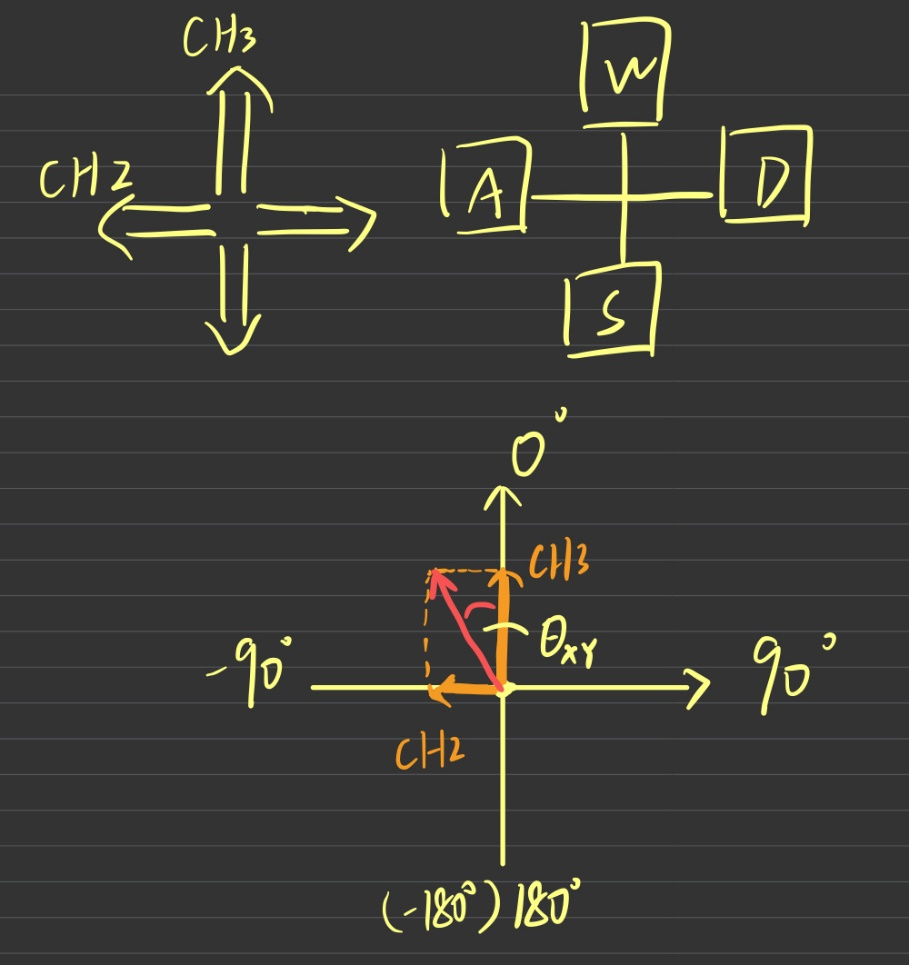 CH3
CH2
W
A
D
S
0°
CH3
θxY
-90°
90°
CH2
(-180°) 180°